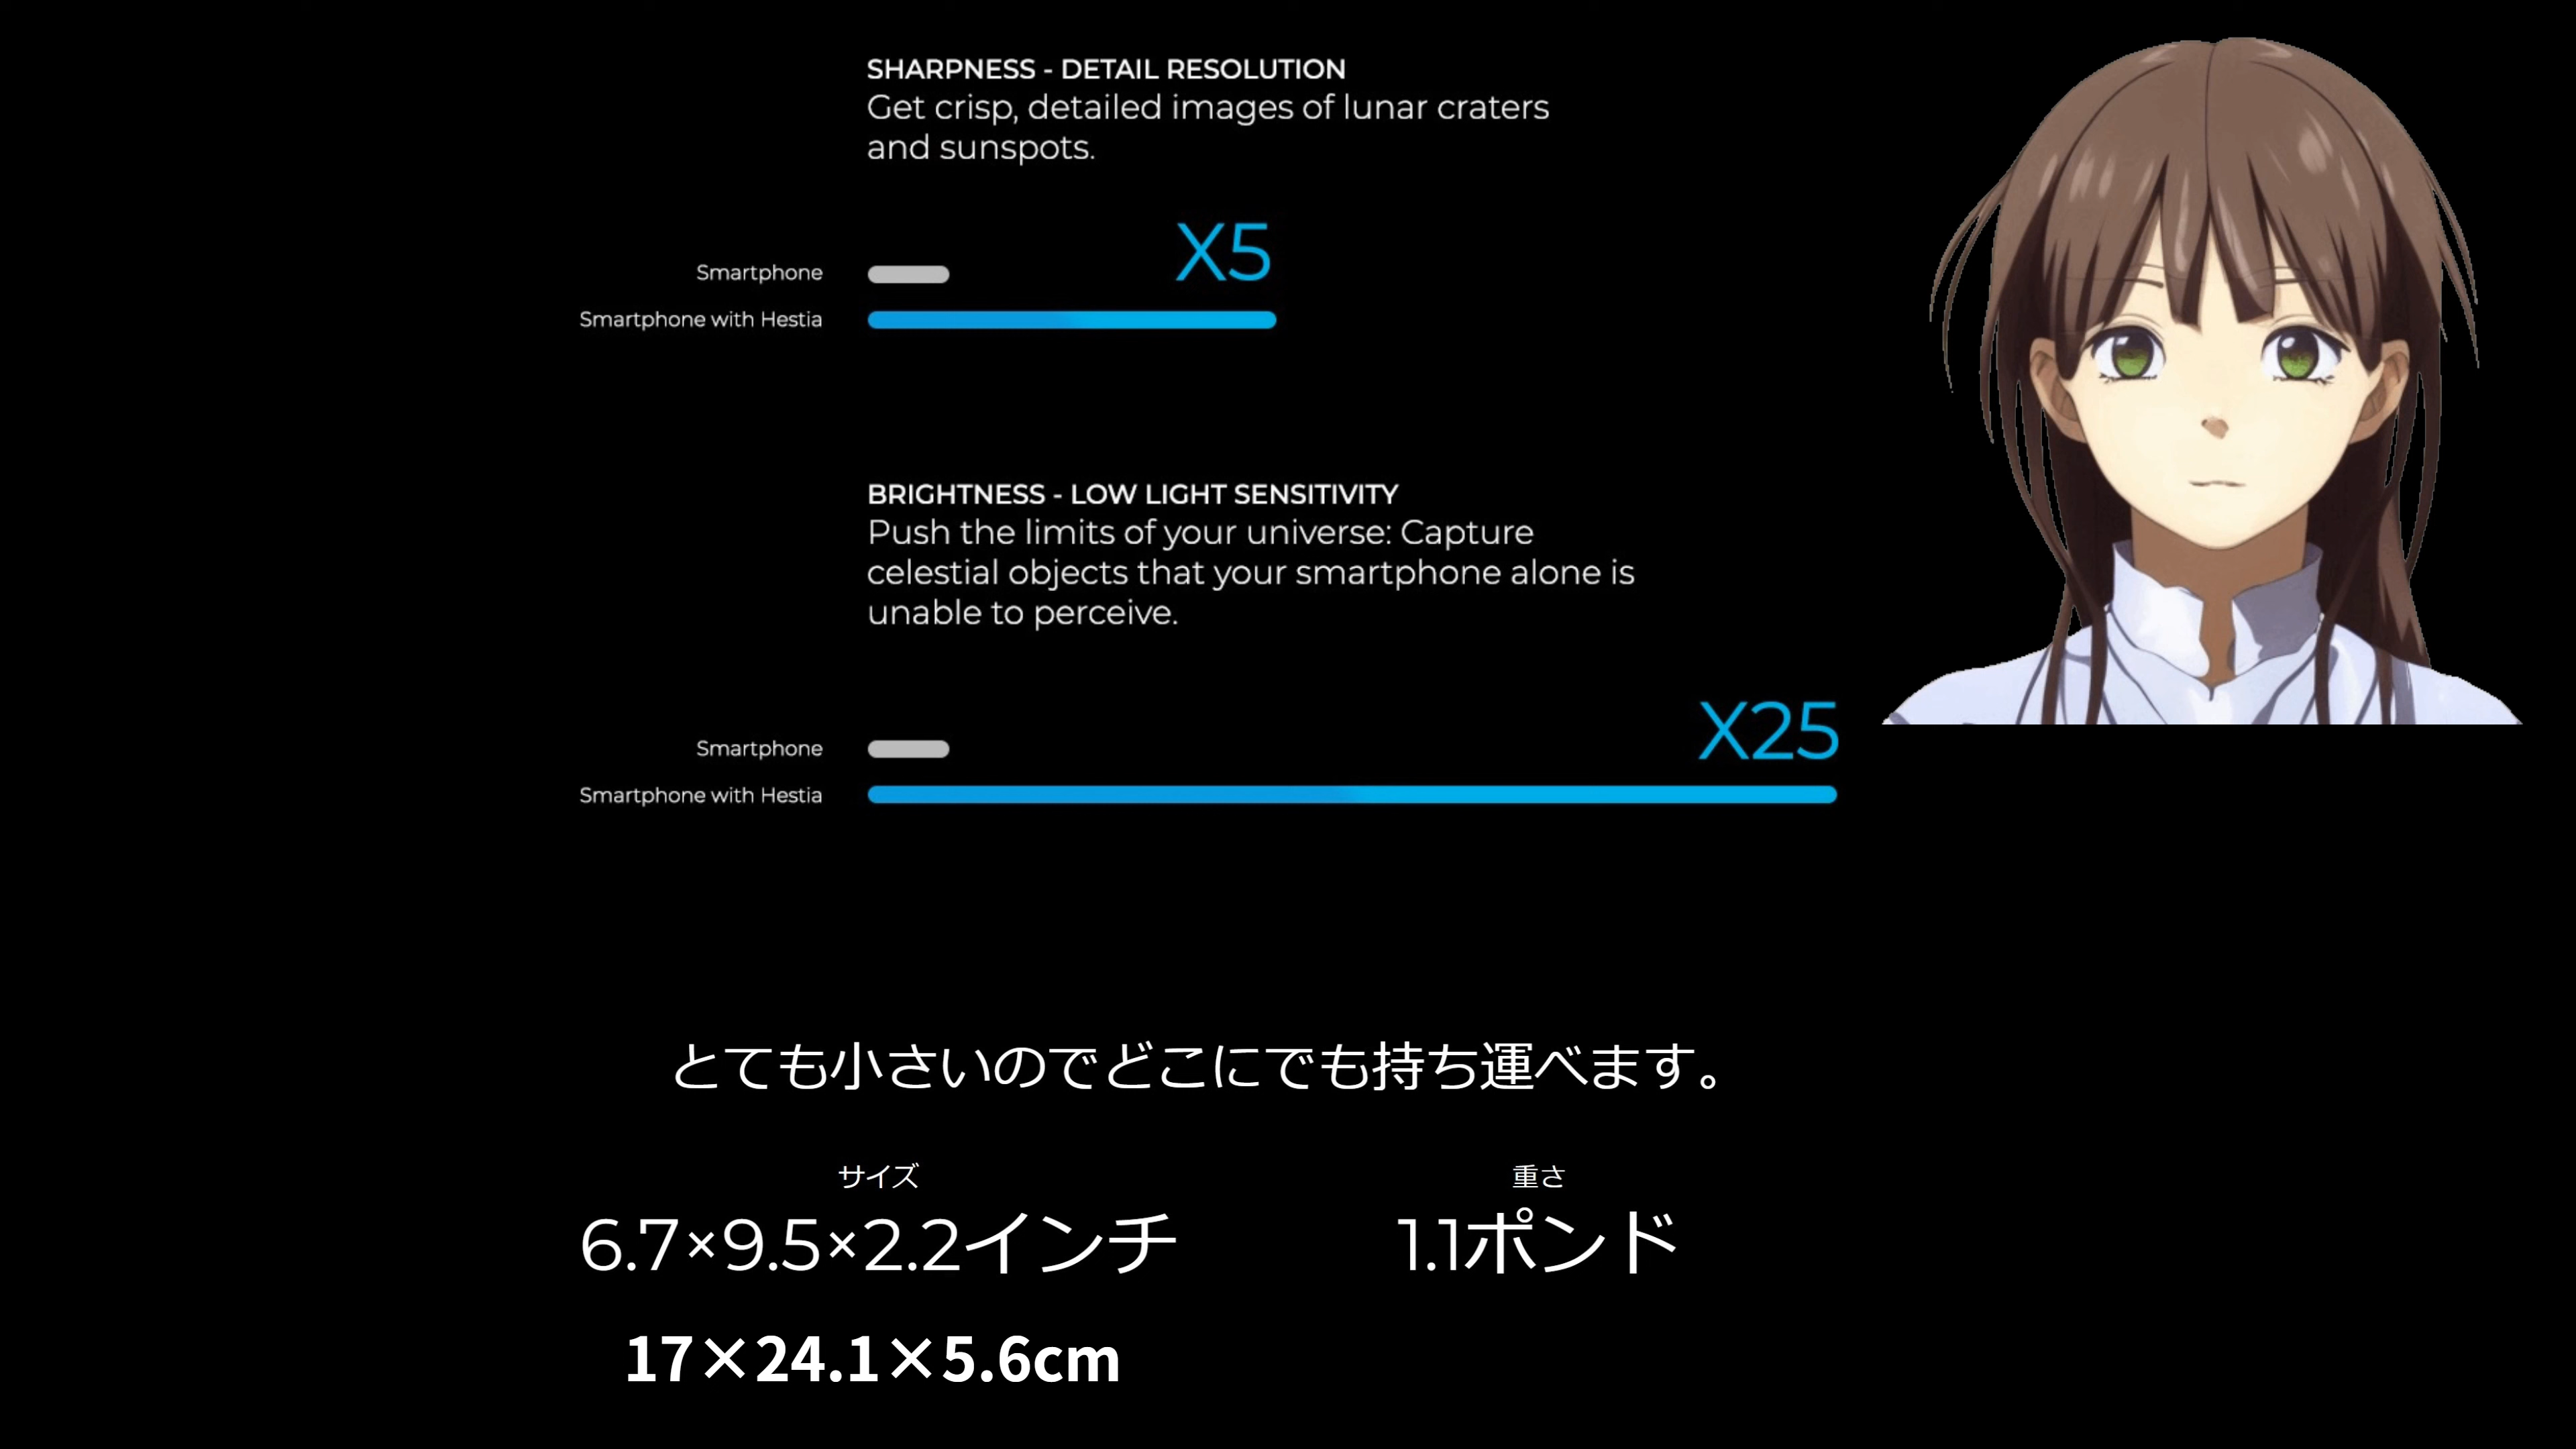 SHARPNESS - DETAIL RESOLUTION
Get crisp, detailed images of lunar craters
and sunspots.
X5
Smartphone
Smartphone with Hestia
BRIGHTNESS - LOW LIGHT SENSITIVITY
Push the limits of your universe: Capture
celestial objects that your smartphone alone is
unable to perceive.
X25
Smartphone
Smartphone with Hestia
とても小さいのでどこにでも持ち運べます。
サイズ
6.7×9.5×2.2インチ
17×24.1×5.6cm
重さ
1.1ポンド